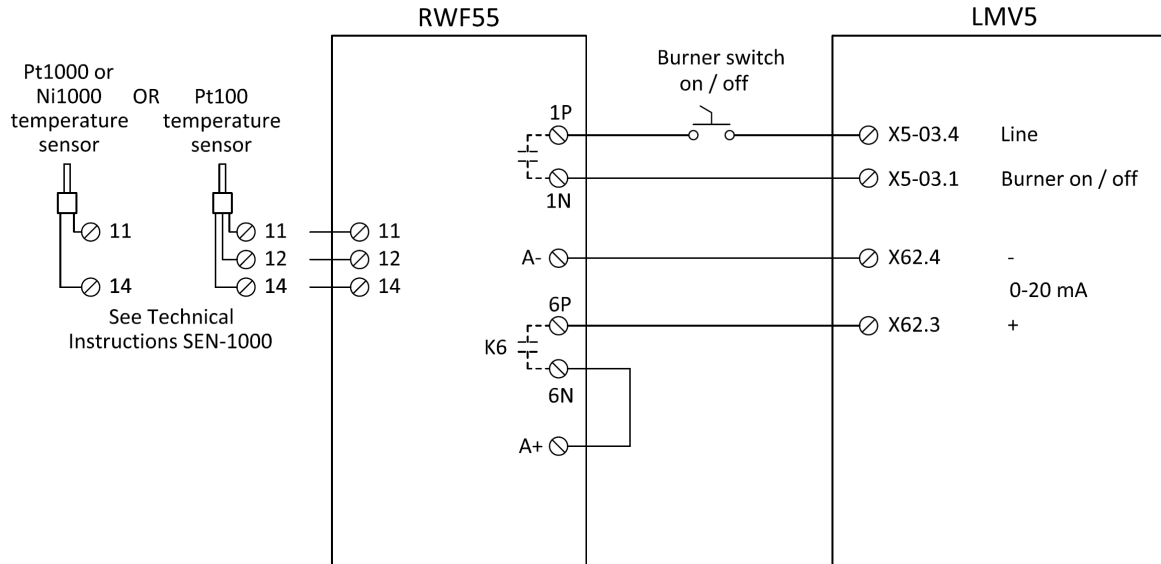 RWF55
LMV5
Pt1000 or
Ni1000
temperature
sensor
OR
Pt100
temperature
sensor
11
14
11
12
14
See Technical
Instructions SEN-1000
11
12
14
1P
1N
A-
6P
K6
6N
A+
Burner switch
on / off
X5-03.4 Line
X5-03.1 Burner on / off
X62.4 -
0-20 mA
X62.3 +